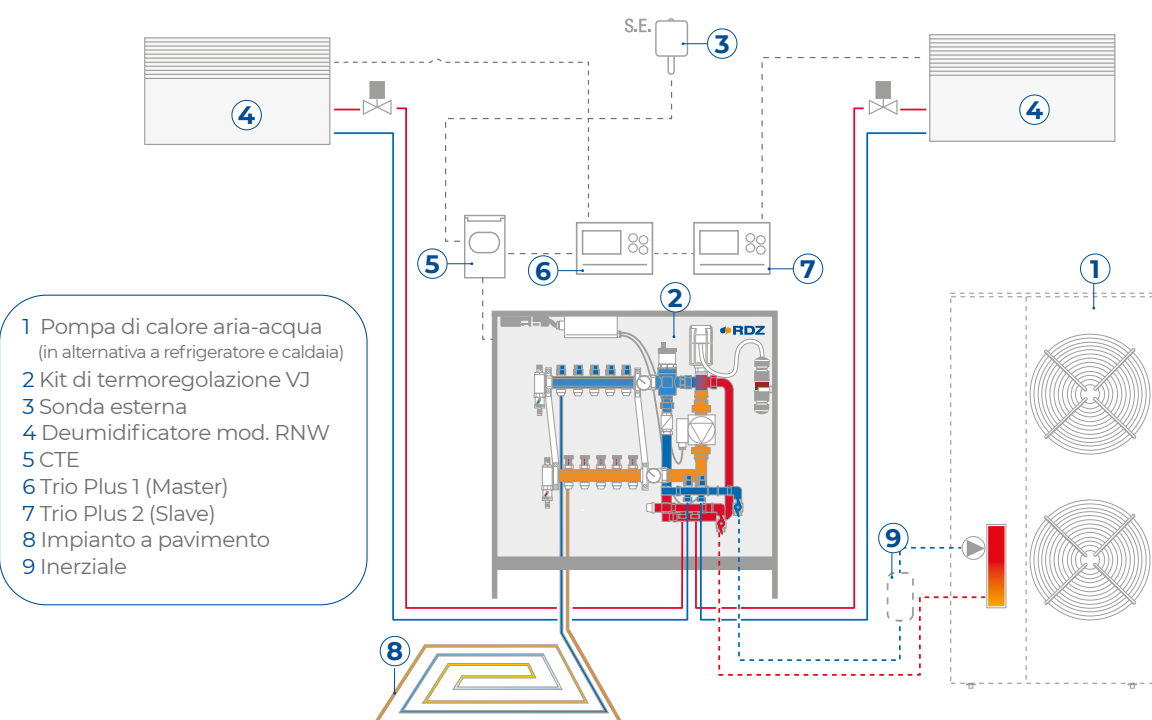 S.E.
3
4
4
5
6
7
2
1
RDZ
1 Pompa di calore aria-acqua
(in alternativa a refrigeratore e caldaia)
2 Kit di termoregolazione VJ
3 Sonda esterna
4 Deumidificatore mod. RNW
5 CTE
6 Trio Plus 1 (Master)
7 Trio Plus 2 (Slave)
8 Impianto a pavimento
9 Inerziale
9
8